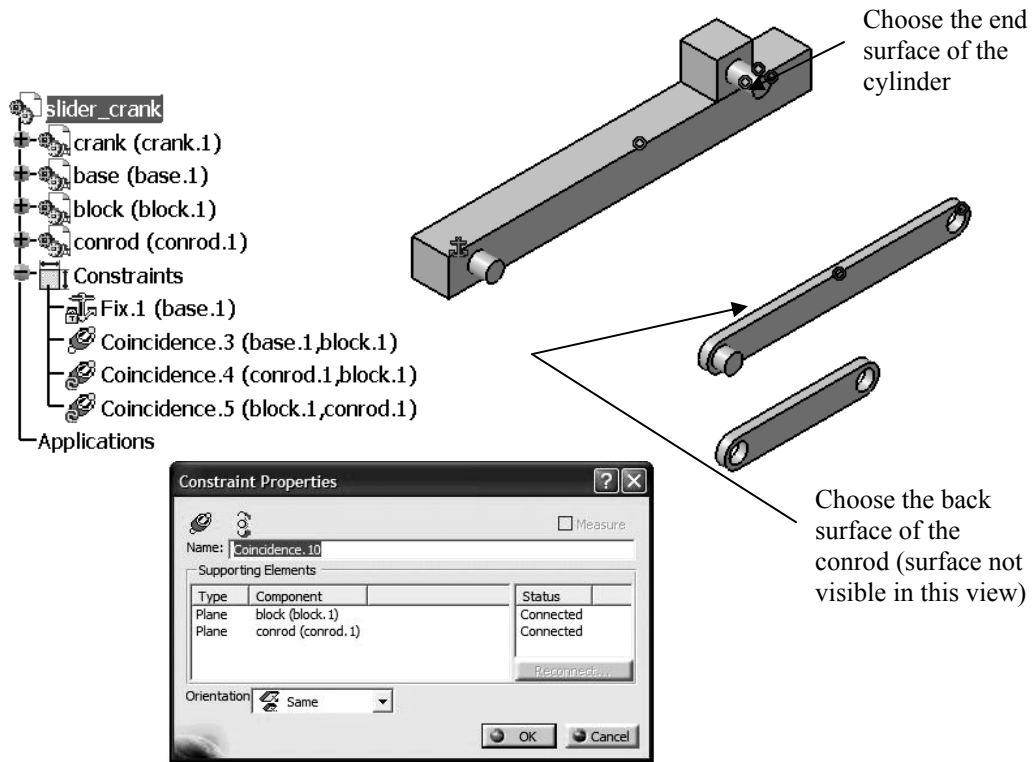 Choose the end
surface of the
cylinder
slider_crank
crank (crank.1)
base (base.1)
block (block.1)
conrod (conrod.1)
Constraints
Fix.1 (base.1)
Coincidence.3 (base.1,block.1)
Coincidence.4 (conrod.1,block.1)
Coincidence.5 (block.1,conrod.1)
Applications
Choose the back
surface of the
conrod (surface not
visible in this view)
Constraint Properties
Measure
Name: Coincidence.10
Supporting Elements
Type Component Status
Plane block (block.1) Connected
Plane conrod (conrod.1) Connected
Reconnect...
Orientation Same
OK Cancel